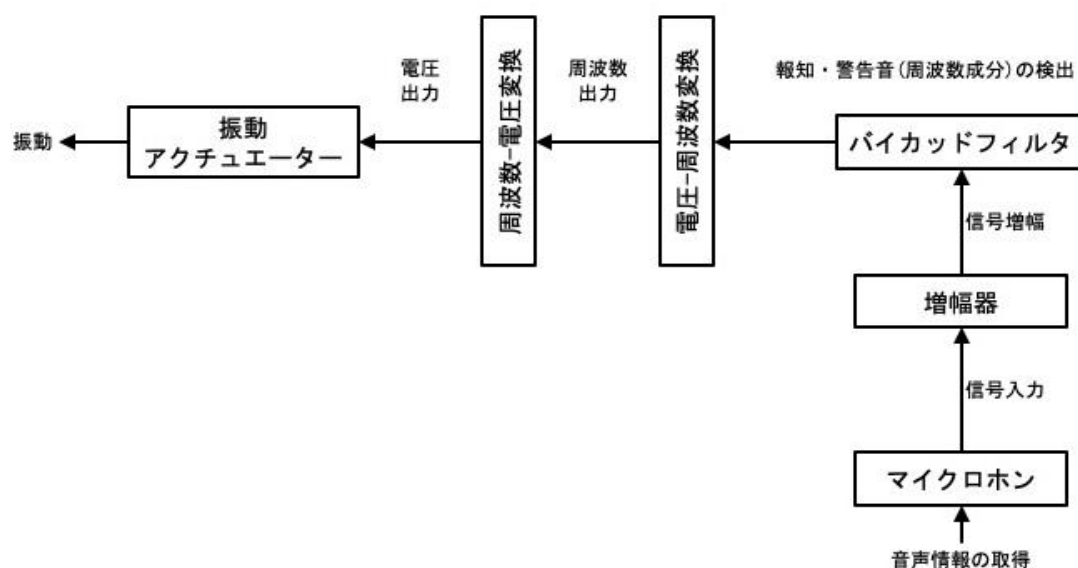 報知・警告音(周波数成分)の検出
電圧
出力
周波数
出力
周波数-電圧変換
電圧-周波数変換
振動
振動
アクチュエーター
バイカッドフィルタ
信号増幅
増幅器
信号入力
マイクロホン
音声情報の取得